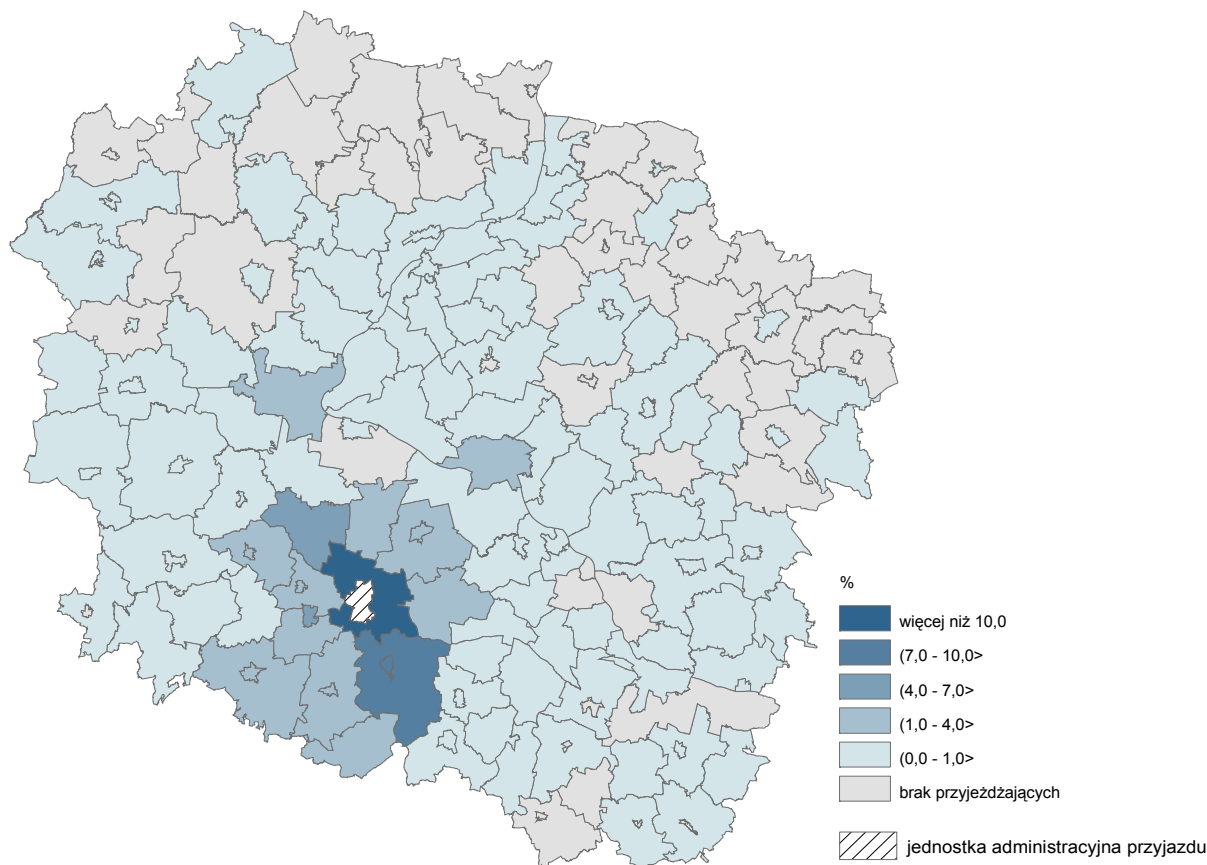 %
więcej niż 10,0
(7,0 - 10,0>
(4,0 - 7,0>
(1,0 - 4,0>
(0,0 - 1,0>
brak przyjeżdżających
jednostka administracyjna przyjazdu